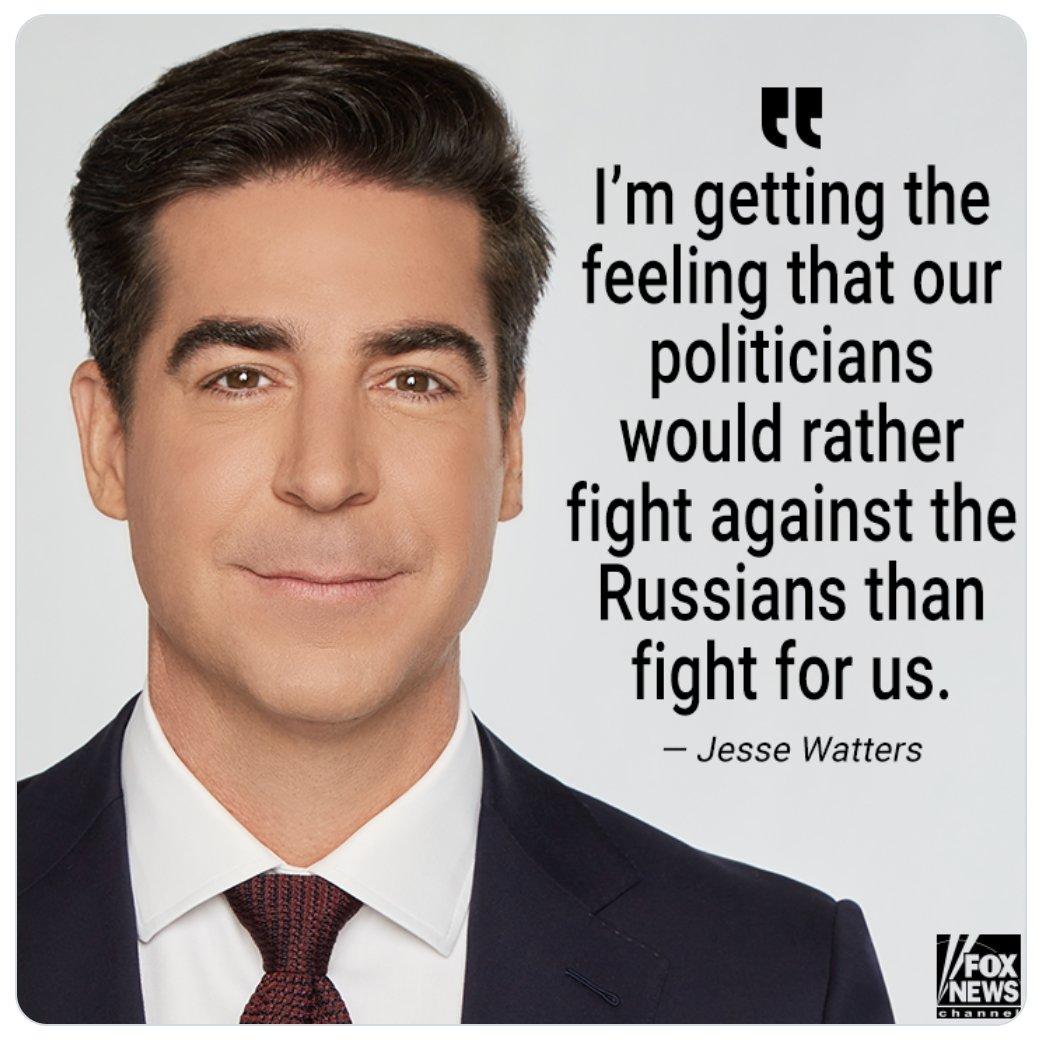 “
I’m getting the
feeling that our
politicians
would rather
fight against the
Russians than
fight for us.
– Jesse Watters
FOX
NEWS
channel